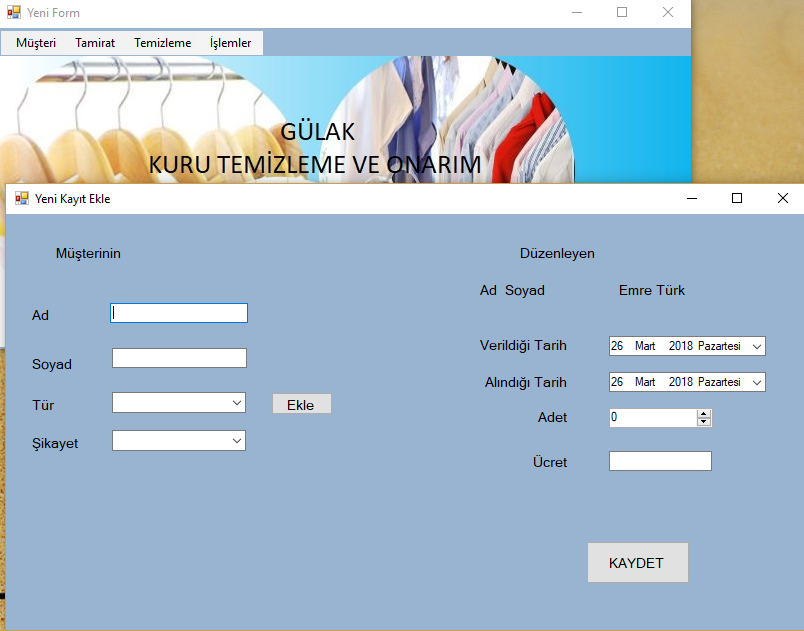 Yeni Form
Müşteri Tamirat Temizleme İşlemler
GÜLAK
KURU TEMİZLEME VE ONARIM
Yeni Kayıt Ekle
Müşterinin
Ad
Soyad
Tür
Ekle
Şikayet
Düzenleyen
Ad Soyad Emre Türk
Verildiği Tarih 26 Mart 2018 Pazartesi
Alındığı Tarih 26 Mart 2018 Pazartesi
Adet 0
Ücret
KAYDET